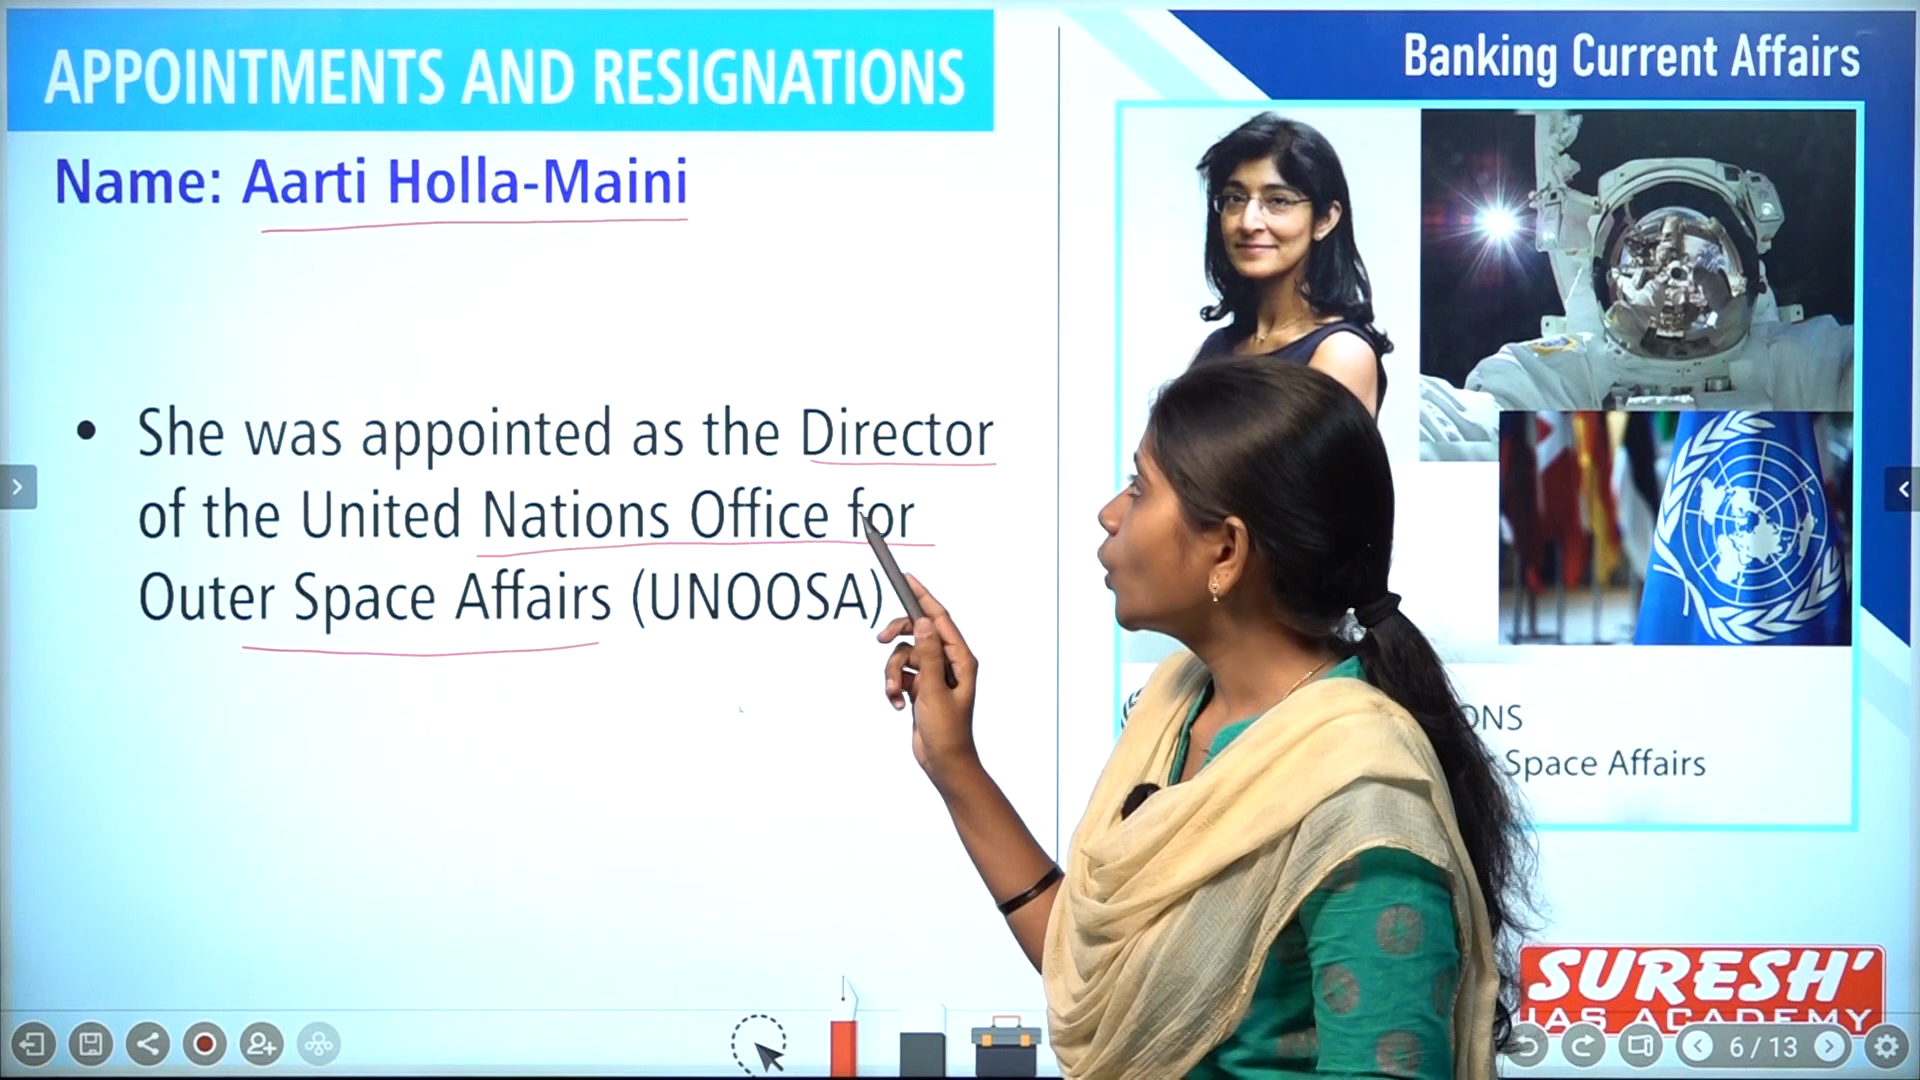 APPOINTMENTS AND RESIGNATIONS
Banking Current Affairs
Name: Aarti Holla-Maini
• She was appointed as the Director
of the United Nations Office for
Outer Space Affairs (UNOOSA)
ONS
Space Affairs
SURESH'
IAS ACADEMY
6 / 13